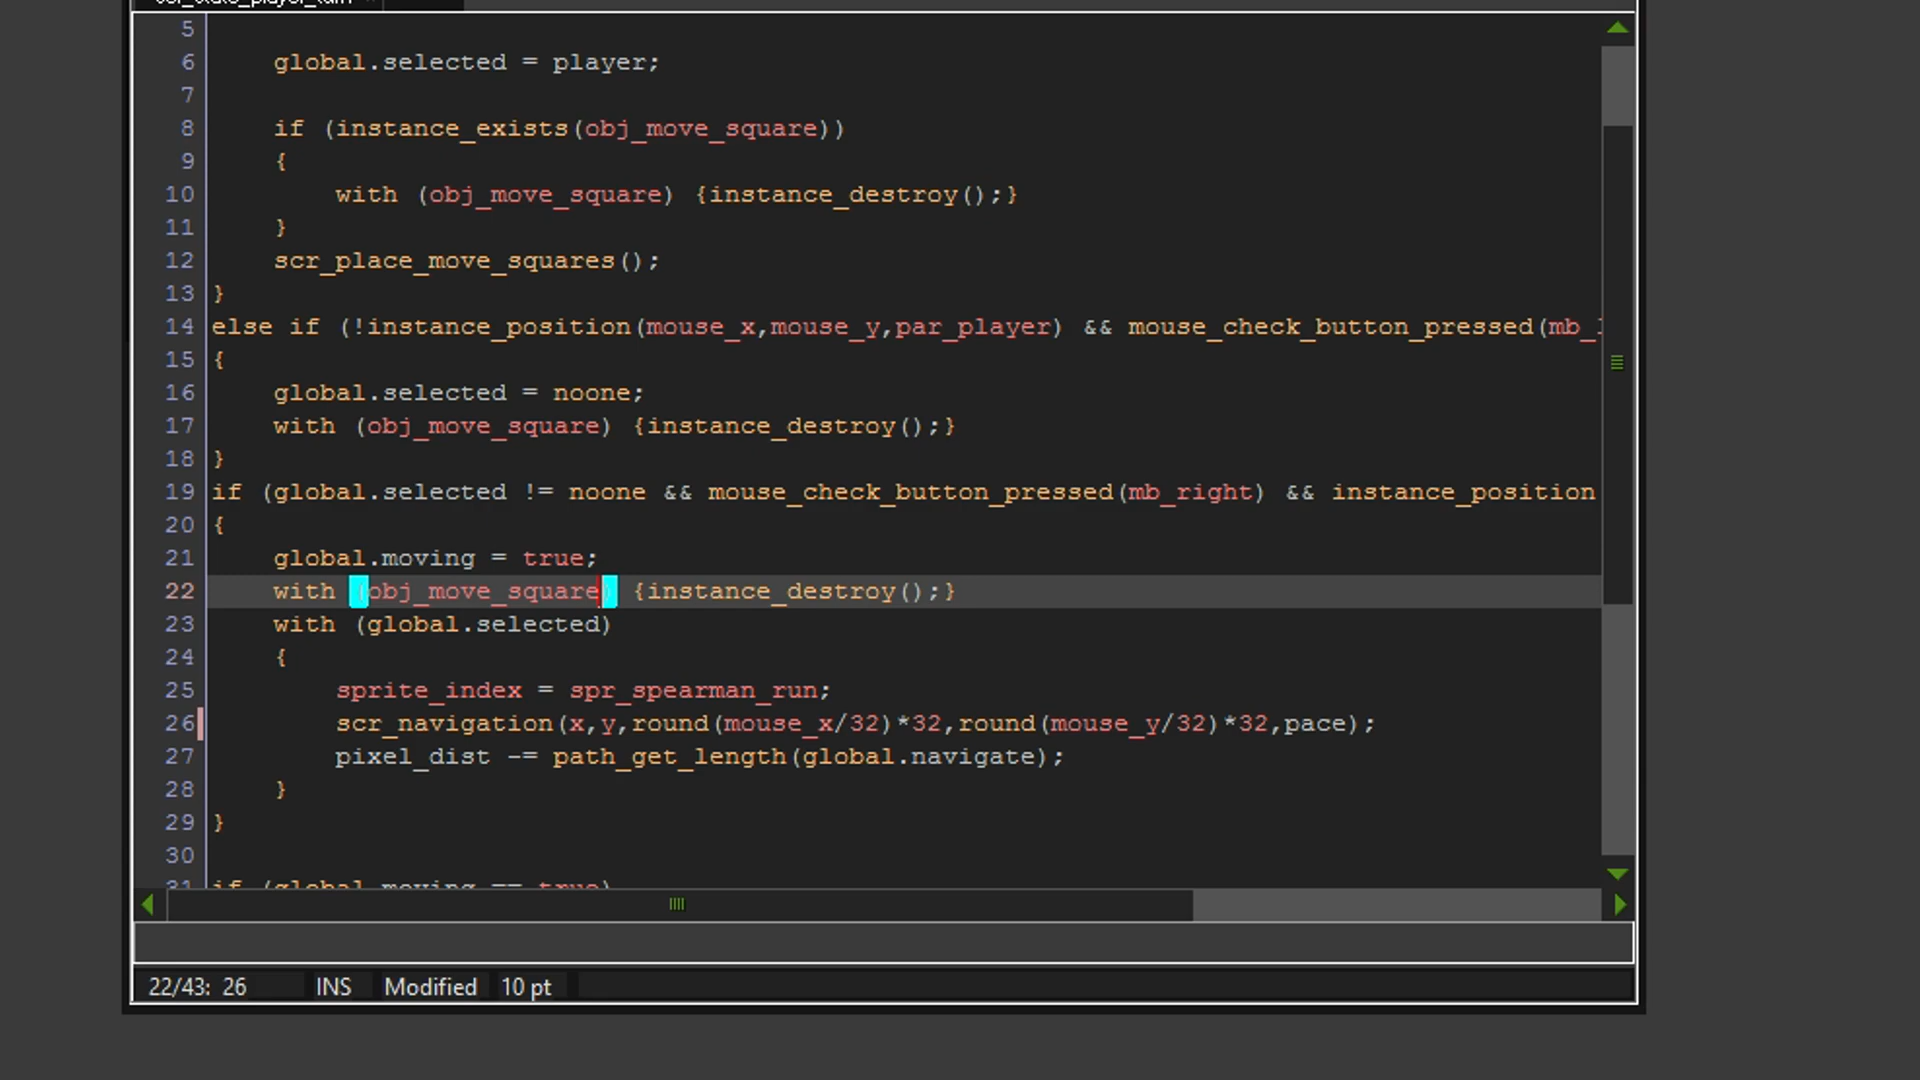 5
6 global.selected = player;
7
8 if (instance_exists(obj_move_square))
9 {
10 with (obj_move_square) {instance_destroy();}
11 }
12 scr_place_move_squares();
13 }
14 else if (!instance_position(mouse_x,mouse_y,par_player) && mouse_check_button_pressed(mb_
15 {
16 global.selected = noone;
17 with (obj_move_square) {instance_destroy();}
18 }
19 if (global.selected != noone && mouse_check_button_pressed(mb_right) && instance_position
20 {
21 global.moving = true;
22 with (obj_move_square) {instance_destroy();}
23 with (global.selected)
24 {
25 sprite_index = spr_spearman_run;
26 scr_navigation(x,y,round(mouse_x/32)*32,round(mouse_y/32)*32,pace);
27 pixel_dist -= path_get_length(global.navigate);
28 }
29 }
30
31 if (global.moving == true)
22/43: 26 INS Modified 10 pt